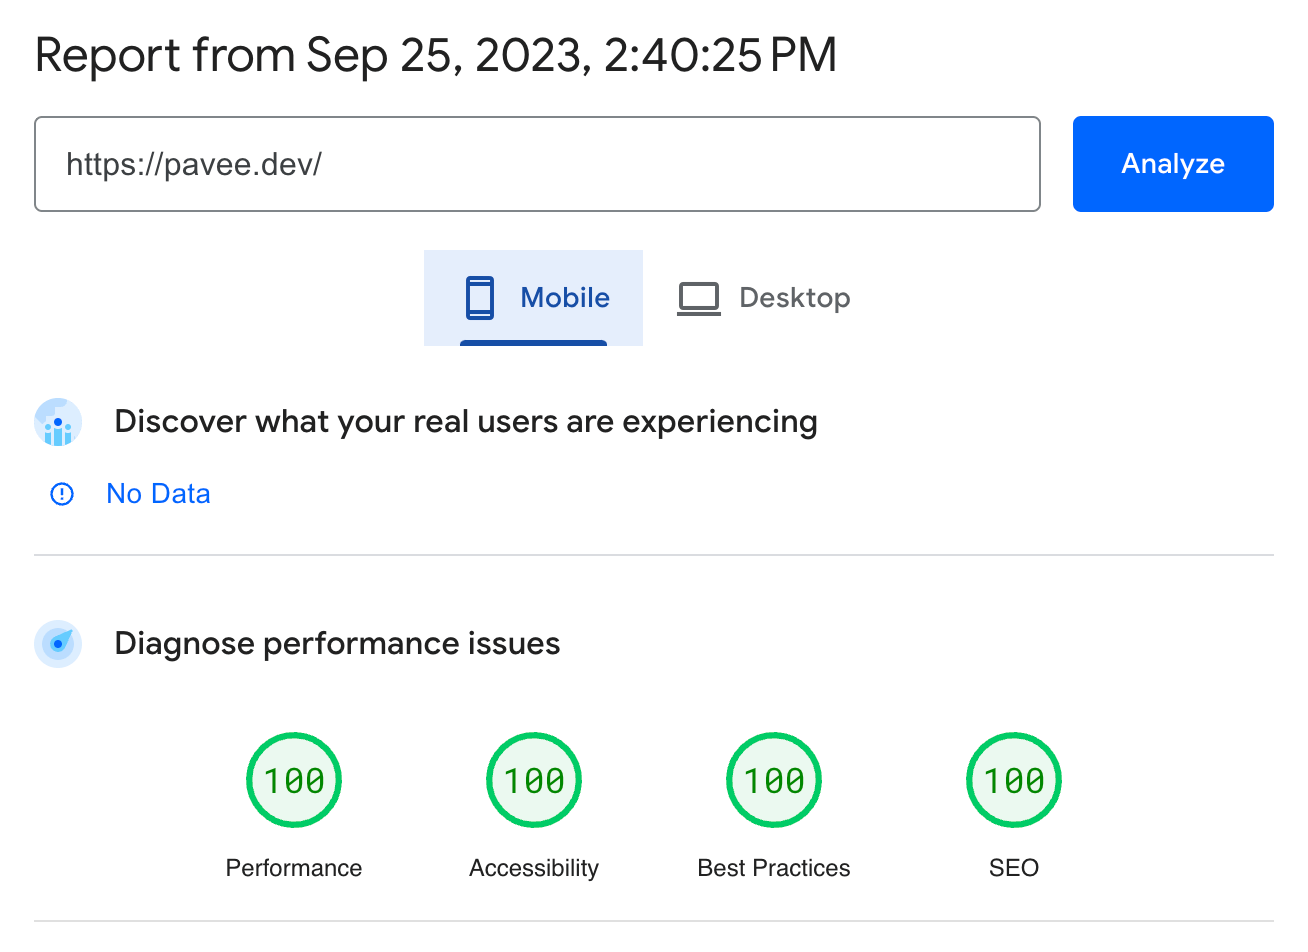 Report from Sep 25, 2023, 2:40:25 PM
https://pavee.dev/
Analyze
Mobile
Desktop
Discover what your real users are experiencing
No Data
Diagnose performance issues
100
100
100
100
Performance
Accessibility
Best Practices
SEO